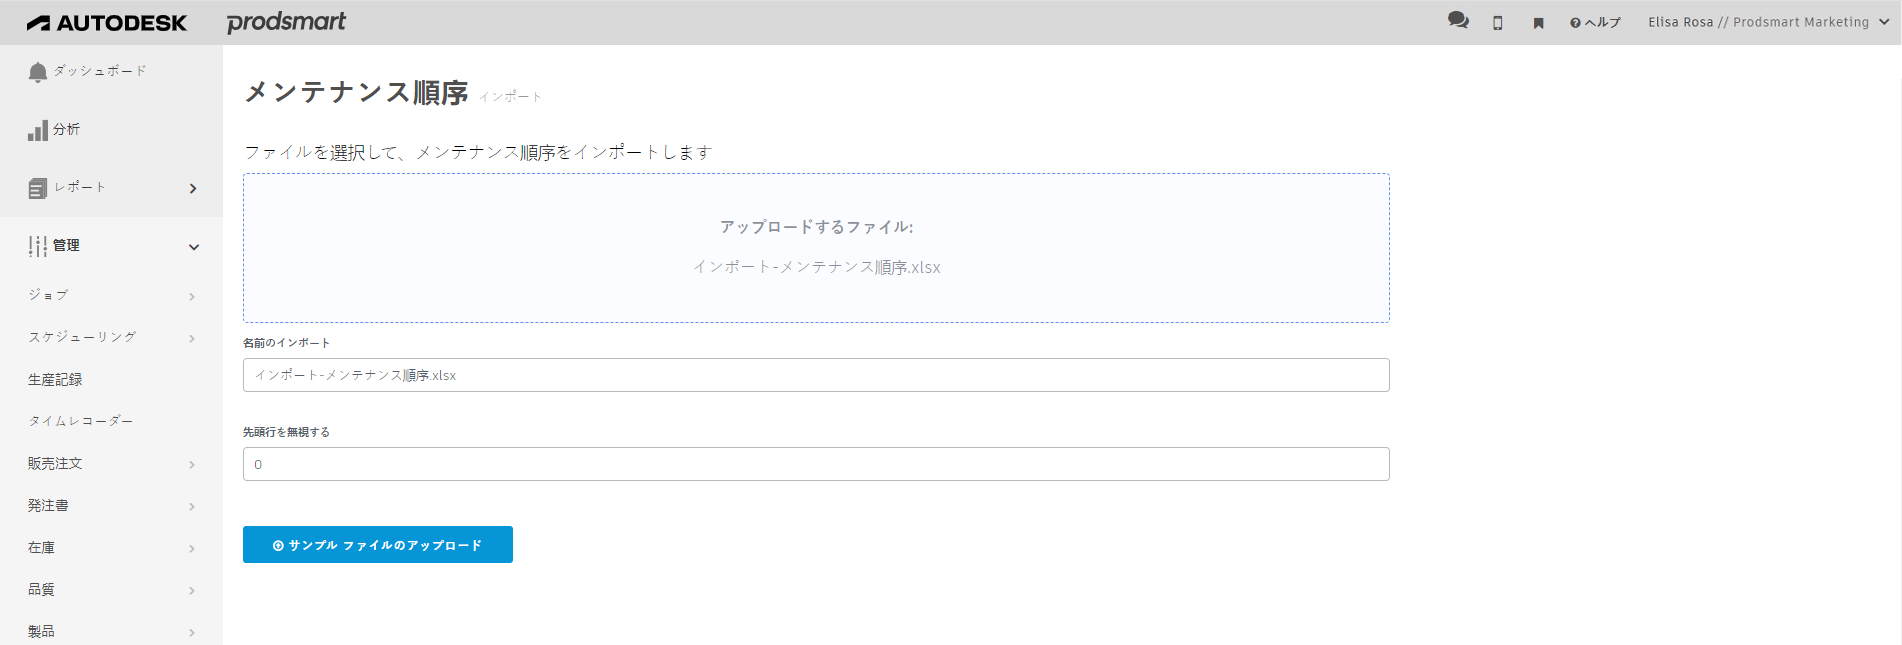 AUTODESK prodsmart ヘルプ Elisa Rosa // Prodsmart Marketing
ダッシュボード
分析
レポート
管理
ジョブ
スケジューリング
生産記録
タイムレコーダー
販売注文
発注書
在庫
品質
製品
メンテナンス順序 インポート
ファイルを選択して、メンテナンス順序をインポートします
アップロードするファイル:
インポート-メンテナンス順序.xlsx
名前のインポート
インポート-メンテナンス順序.xlsx
先頭行を無視する
0
サンプル ファイルのアップロード